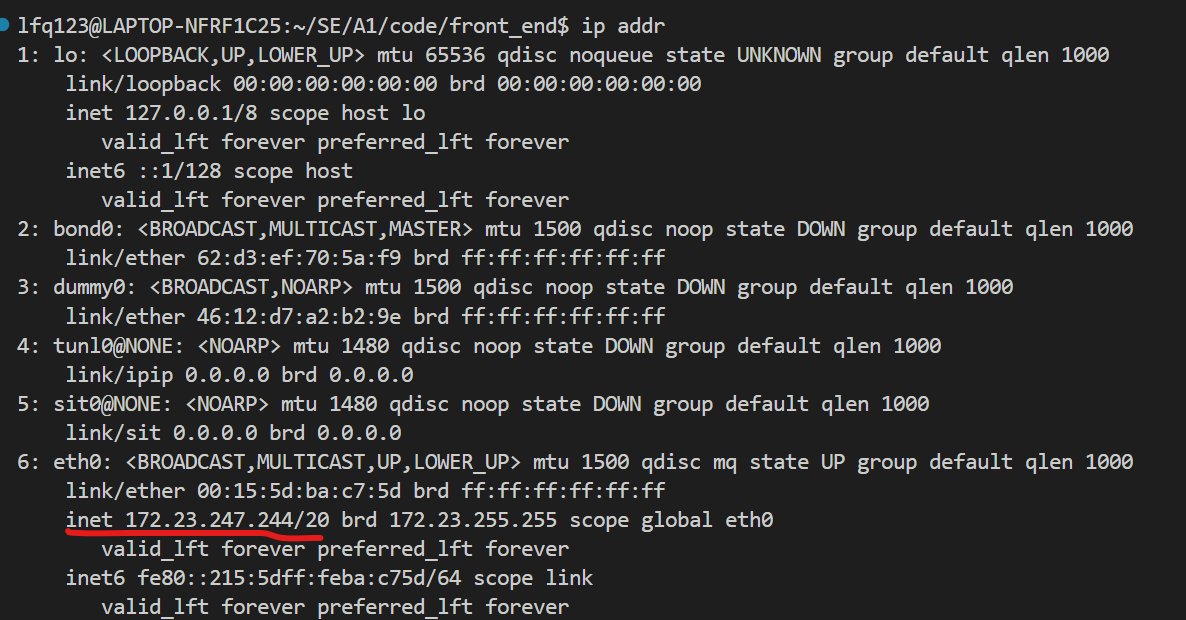 lfq123@LAPTOP-NFRF1C25:~/SE/A1/code/front_end$ ip addr
1: lo: <LOOPBACK,UP,LOWER_UP> mtu 65536 qdisc noqueue state UNKNOWN group default qlen 1000
    link/loopback 00:00:00:00:00:00 brd 00:00:00:00:00:00
    inet 127.0.0.1/8 scope host lo
       valid_lft forever preferred_lft forever
    inet6 ::1/128 scope host
       valid_lft forever preferred_lft forever
2: bond0: <BROADCAST,MULTICAST,MASTER> mtu 1500 qdisc noop state DOWN group default qlen 1000
    link/ether 62:d3:ef:70:5a:f9 brd ff:ff:ff:ff:ff:ff
3: dummy0: <BROADCAST,NOARP> mtu 1500 qdisc noop state DOWN group default qlen 1000
    link/ether 46:12:d7:a2:b2:9e brd ff:ff:ff:ff:ff:ff
4: tunl0@NONE: <NOARP> mtu 1480 qdisc noop state DOWN group default qlen 1000
    link/ipip 0.0.0.0 brd 0.0.0.0
5: sit0@NONE: <NOARP> mtu 1480 qdisc noop state DOWN group default qlen 1000
    link/sit 0.0.0.0 brd 0.0.0.0
6: eth0: <BROADCAST,MULTICAST,UP,LOWER_UP> mtu 1500 qdisc mq state UP group default qlen 1000
    link/ether 00:15:5d:ba:c7:5d brd ff:ff:ff:ff:ff:ff
    inet 172.23.247.244/20 brd 172.23.255.255 scope global eth0
       valid_lft forever preferred_lft forever
    inet6 fe80::215:5dff:feba:c75d/64 scope link
       valid_lft forever preferred_lft forever